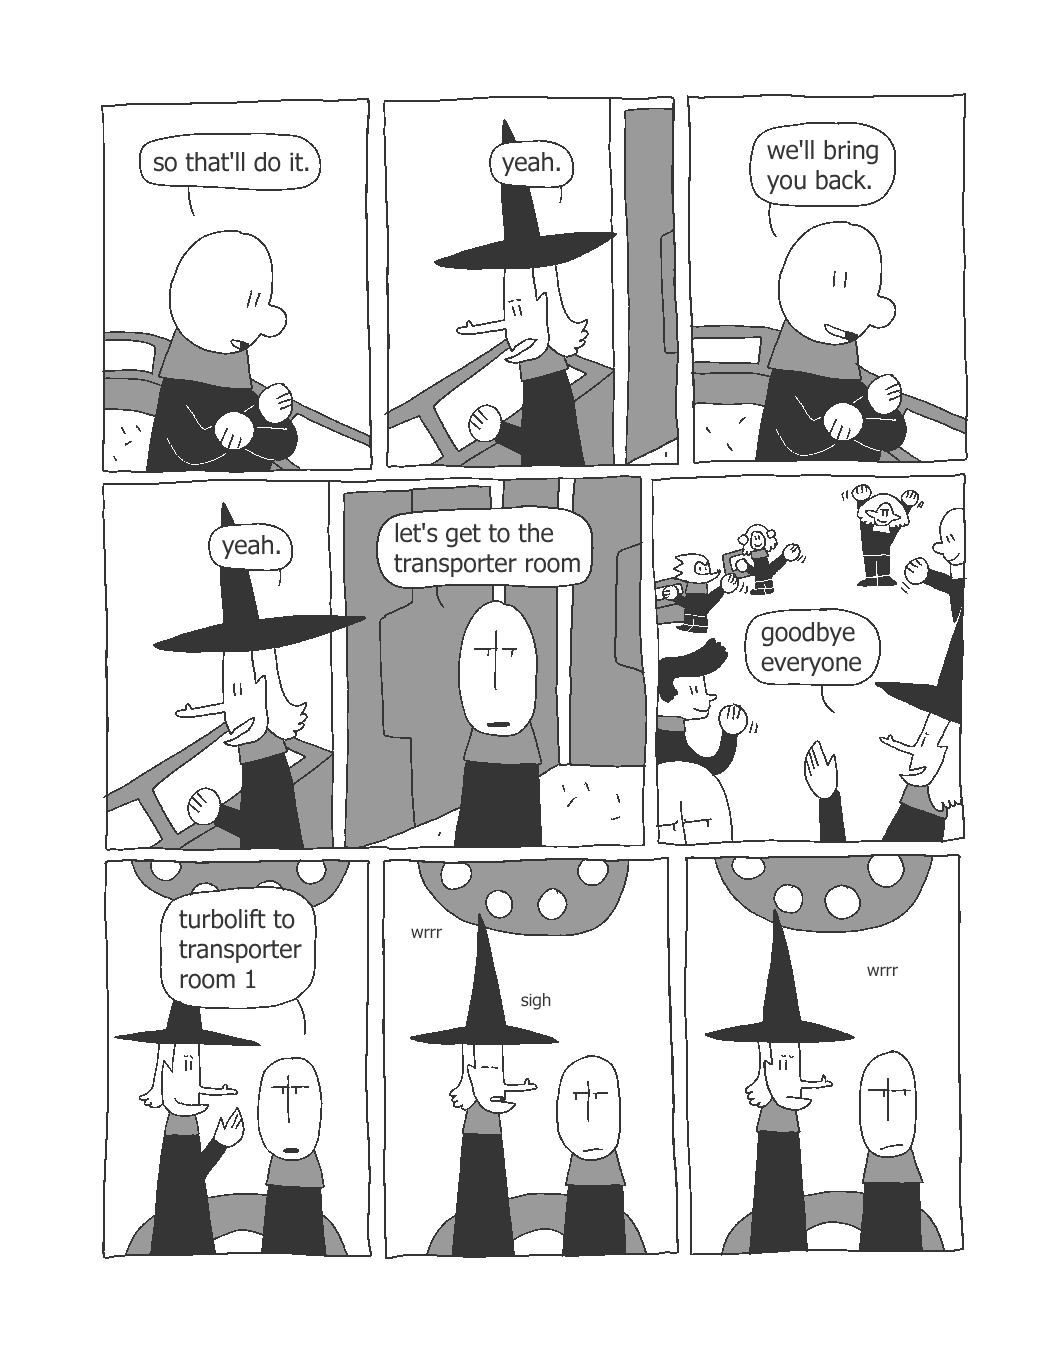 so that'll do it.
yeah.
we'll bring
you back.
yeah.
let's get to the
transporter room
goodbye
everyone
turbolift to
transporter
room 1
wrrr
sigh
wrrr